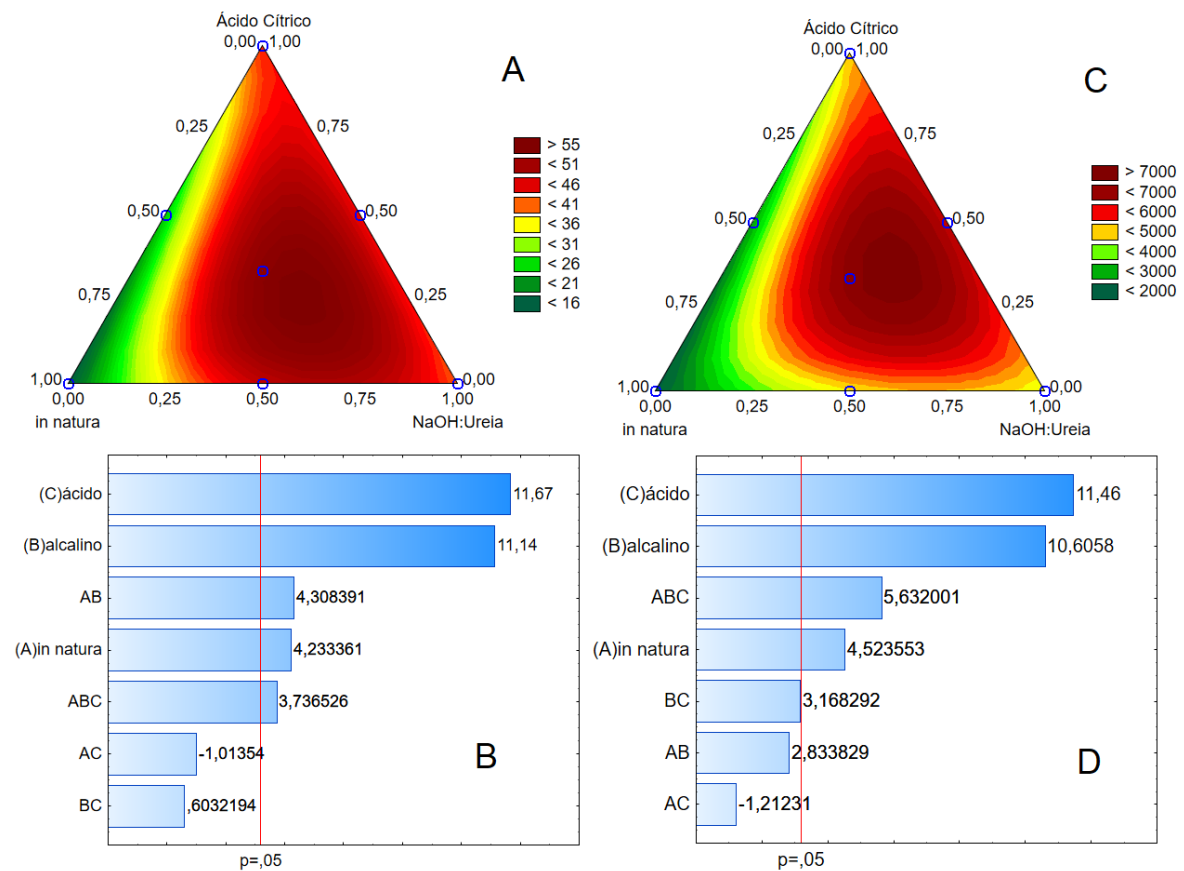 Ácido Cítrico
0,00 1,00
A
0,25 0,75
0,50 0,50
0,75 0,25
1,00 0,00
0,00 0,25 0,50 0,75 1,00
in natura NaOH:Ureia
> 55
< 51
< 46
< 41
< 36
< 31
< 26
< 21
< 16
Ácido Cítrico
0,00 1,00
C
0,25 0,75
0,50 0,50
0,75 0,25
1,00 0,00
0,00 0,25 0,50 0,75 1,00
in natura NaOH:Ureia
> 7000
< 7000
< 6000
< 5000
< 4000
< 3000
< 2000
(C)ácido 11,67
(B)alcalino 11,14
AB 4,308391
(A)in natura 4,233361
ABC 3,736526
AC -1,01354
BC ,6032194
B
p=,05
(C)ácido 11,46
(B)alcalino 10,6058
ABC 5,632001
(A)in natura 4,523553
BC 3,168292
AB 2,833829
AC -1,21231
D
p=,05